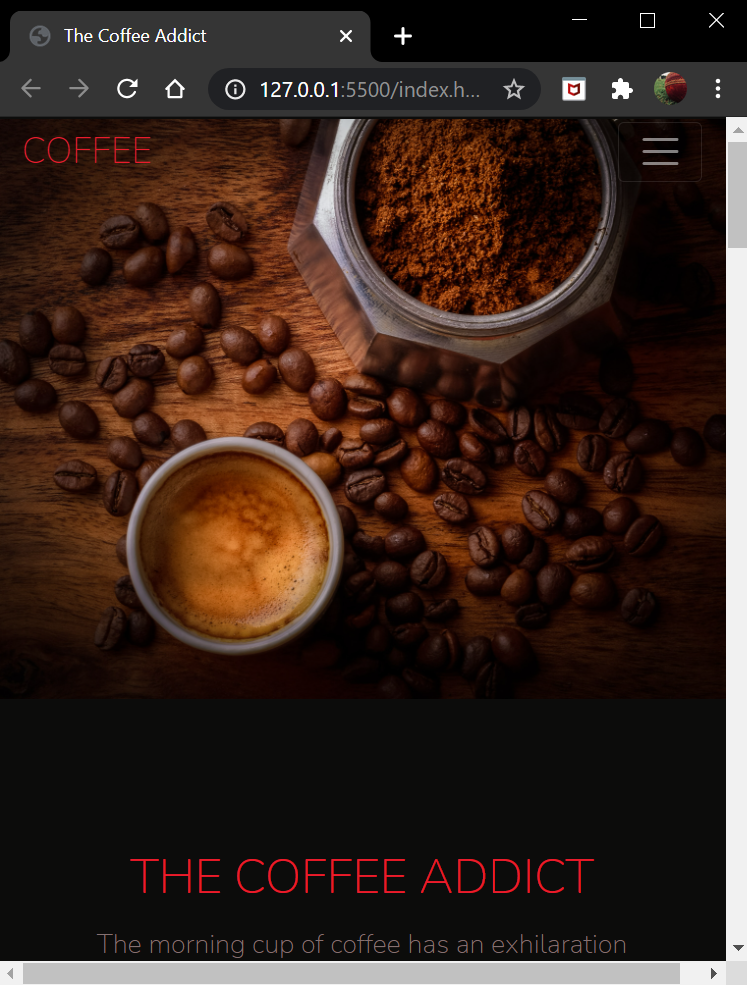 The Coffee Addict
127.0.0.1:5500/index.h...
COFFEE
THE COFFEE ADDICT
The morning cup of coffee has an exhilaration